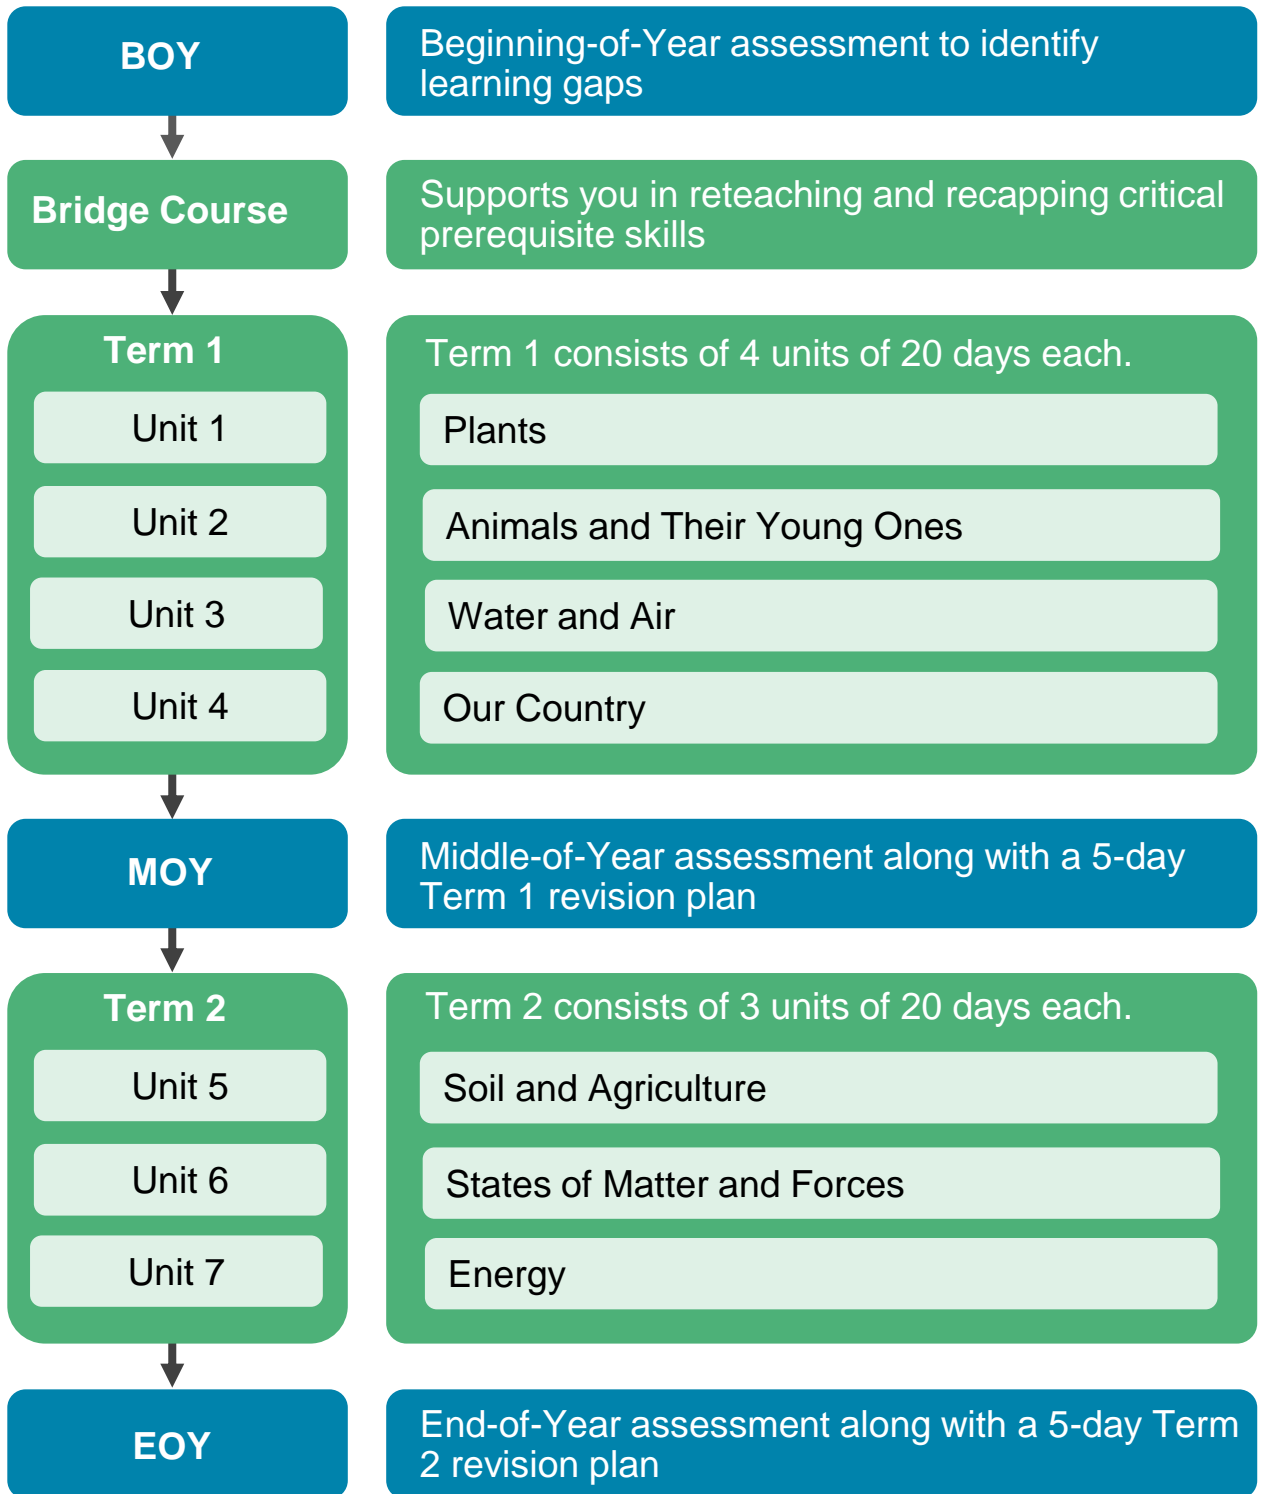 BOY
Beginning-of-Year assessment to identify
learning gaps
Bridge Course
Supports you in reteaching and recapping critical
prerequisite skills
Term 1
Term 1 consists of 4 units of 20 days each.
Unit 1
Plants
Unit 2
Animals and Their Young Ones
Unit 3
Water and Air
Unit 4
Our Country
MOY
Middle-of-Year assessment along with a 5-day
Term 1 revision plan
Term 2
Term 2 consists of 3 units of 20 days each.
Unit 5
Soil and Agriculture
Unit 6
States of Matter and Forces
Unit 7
Energy
EOY
End-of-Year assessment along with a 5-day Term
2 revision plan